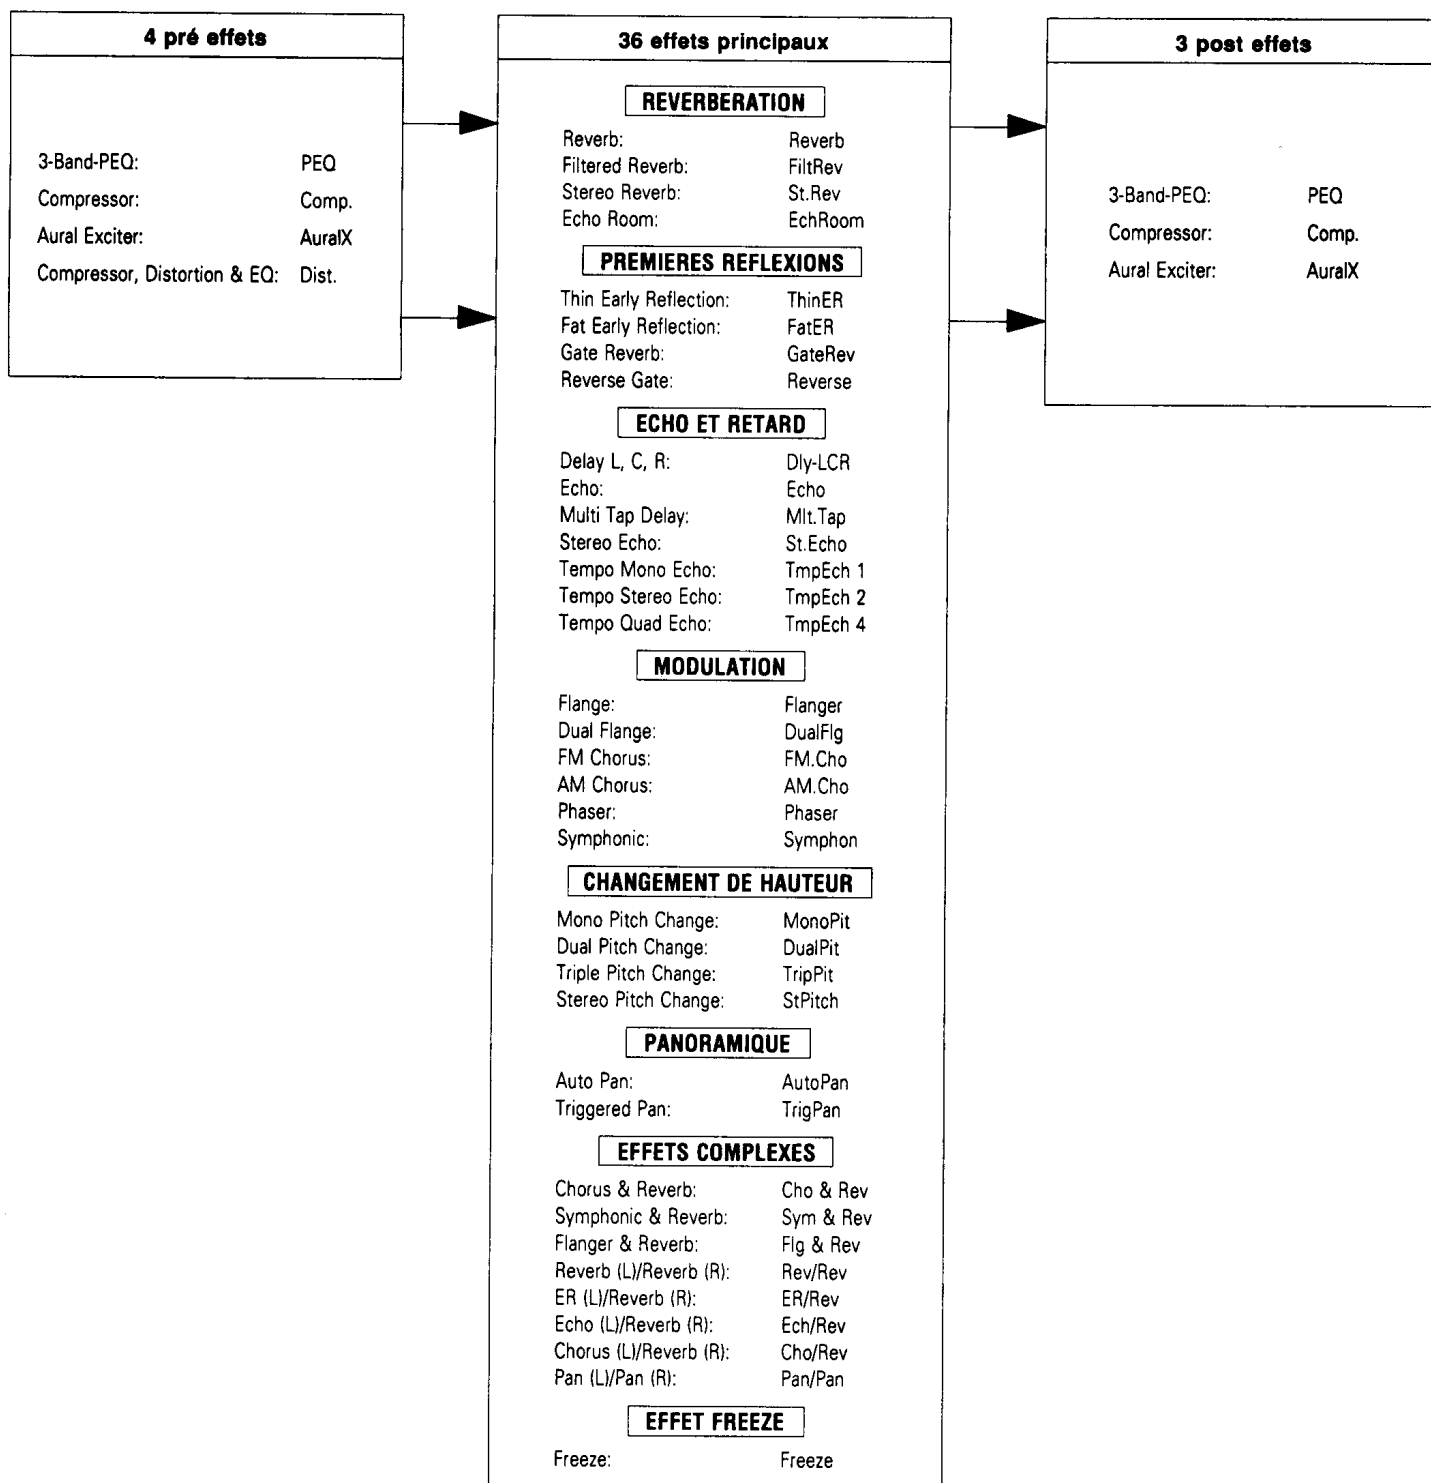 4 pré effets
3-Band-PEQ: PEQ
Compressor: Comp.
Aural Exciter: AuralX
Compressor, Distortion & EQ: Dist.
36 effets principaux
REVERBERATION
Reverb: Reverb
Filtered Reverb: FiltRev
Stereo Reverb: St.Rev
Echo Room: EchRoom
PREMIERES REFLEXIONS
Thin Early Reflection: ThinER
Fat Early Reflection: FatER
Gate Reverb: GateRev
Reverse Gate: Reverse
ECHO ET RETARD
Delay L, C, R: Dly-LCR
Echo: Echo
Multi Tap Delay: Mlt.Tap
Stereo Echo: St.Echo
Tempo Mono Echo: TmpEch 1
Tempo Stereo Echo: TmpEch 2
Tempo Quad Echo: TmpEch 4
MODULATION
Flange: Flanger
Dual Flange: DualFlg
FM Chorus: FM.Cho
AM Chorus: AM.Cho
Phaser: Phaser
Symphonic: Symphon
CHANGEMENT DE HAUTEUR
Mono Pitch Change: MonoPit
Dual Pitch Change: DualPit
Triple Pitch Change: TripPit
Stereo Pitch Change: StPitch
PANORAMIQUE
Auto Pan: AutoPan
Triggered Pan: TrigPan
EFFETS COMPLEXES
Chorus & Reverb: Cho & Rev
Symphonic & Reverb: Sym & Rev
Flanger & Reverb: Flg & Rev
Reverb (L)/Reverb (R): Rev/Rev
ER (L)/Reverb (R): ER/Rev
Echo (L)/Reverb (R): Ech/Rev
Chorus (L)/Reverb (R): Cho/Rev
Pan (L)/Pan (R): Pan/Pan
EFFET FREEZE
Freeze: Freeze
3 post effets
3-Band-PEQ: PEQ
Compressor: Comp.
Aural Exciter: AuralX